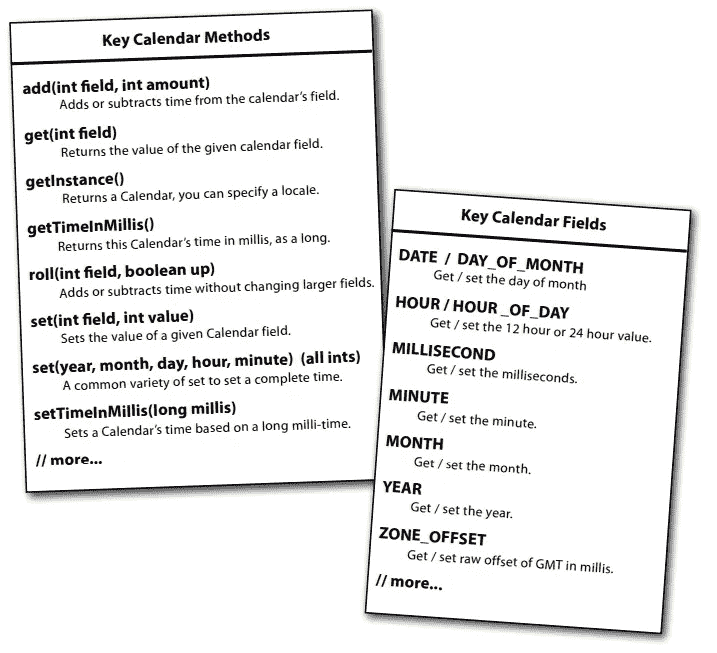 Key Calendar Methods
add(int field, int amount)
Adds or subtracts time from the calendar's field.
get(int field)
Returns the value of the given calendar field.
getInstance()
Returns a Calendar, you can specify a locale.
getTimeInMillis()
Returns this Calendar's time in millis, as a long.
roll(int field, boolean up)
Adds or subtracts time without changing larger fields.
set(int field, int value)
Sets the value of a given Calendar field.
set(year, month, day, hour, minute) (all ints)
A common variety of set to set a complete time.
setTimeInMillis(long millis)
Sets a Calendar's time based on a long milli-time.
// more...
Key Calendar Fields
DATE / DAY_OF_MONTH
Get / set the day of month
HOUR / HOUR _OF_DAY
Get / set the 12 hour or 24 hour value.
MILLISECOND
Get / set the milliseconds.
MINUTE
Get / set the minute.
MONTH
Get / set the month.
YEAR
Get / set the year.
ZONE_OFFSET
Get / set raw offset of GMT in millis.
// more...